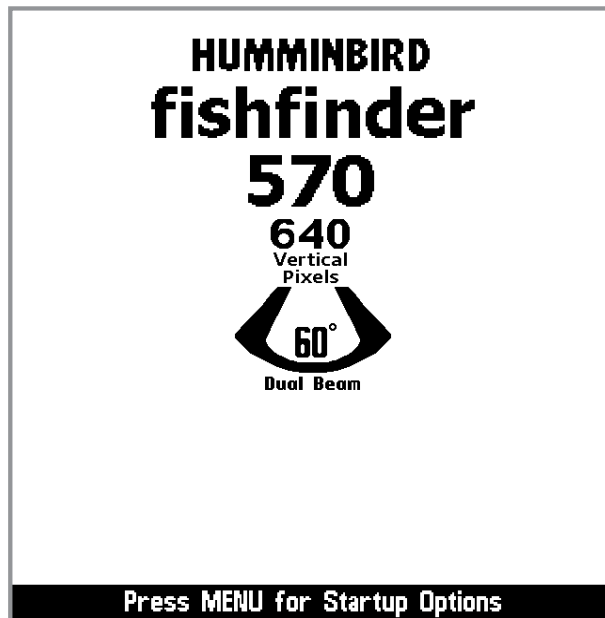 HUMMINBIRD
fishfinder
570
640
Vertical
Pixels
60°
Dual Beam
Press MENU for Startup Options